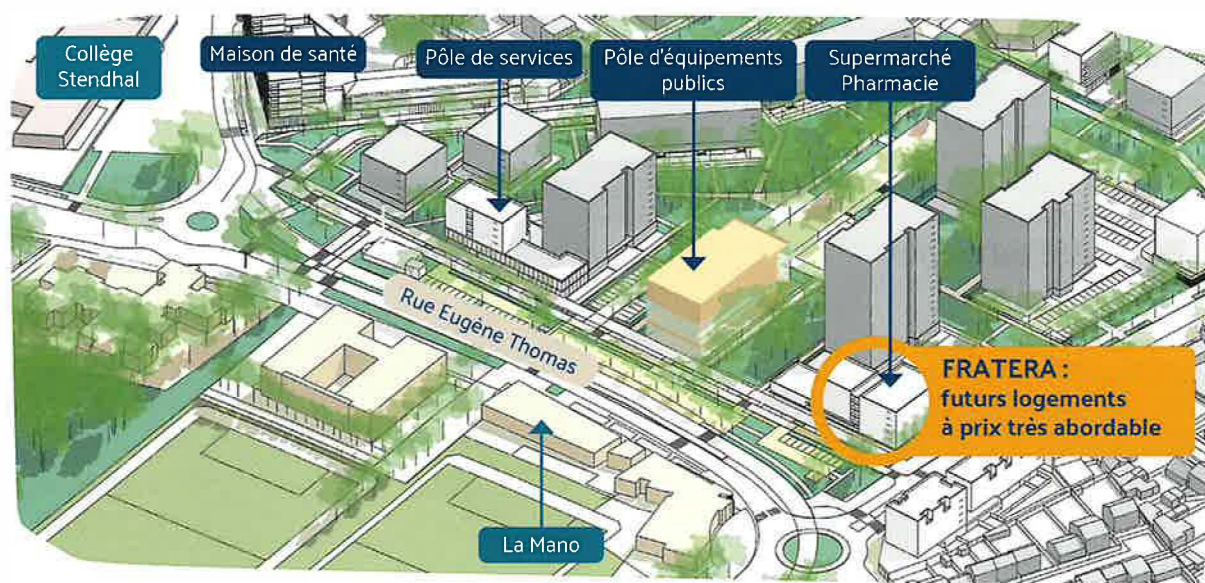 Collège
Stendhal
Maison de santé
Pôle de services
Pôle d'équipements
publics
Supermarché
Pharmacie
Rue Eugène Thomas
FRATERA :
futurs logements
à prix très abordable
La Mano